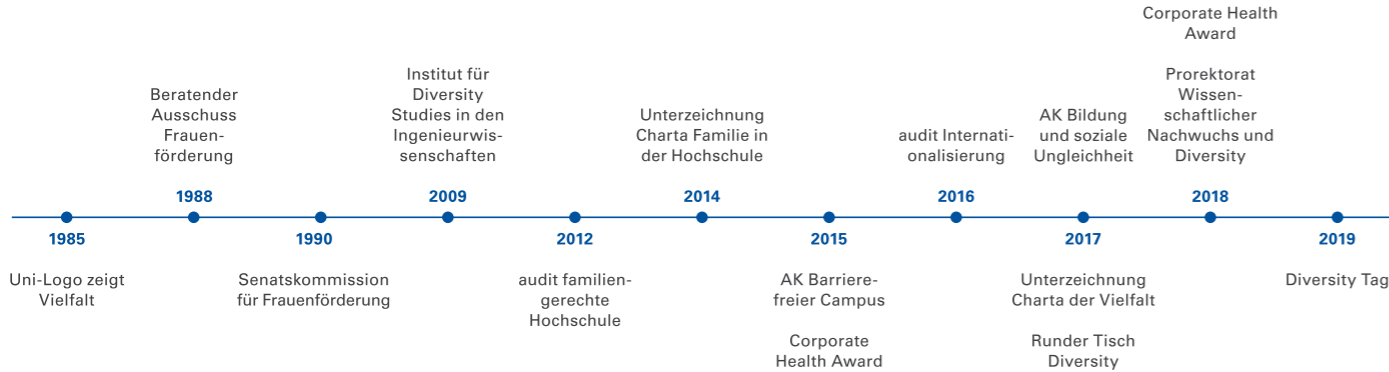 1985
Uni-Logo zeigt
Vielfalt
Beratender
Ausschuss
Frauen-
förderung
1988
1990
Senatskommission
für Frauenförderung
Institut für
Diversity
Studies in den
Ingenieurwis-
senschaften
2009
2012
audit familien-
gerechte
Hochschule
Unterzeichnung
Charta Familie in
der Hochschule
2014
2015
AK Barriere-
freier Campus
Corporate
Health Award
audit Internati-
onalisierung
2016
AK Bildung
und soziale
Ungleichheit
2017
Unterzeichnung
Charta der Vielfalt
Runder Tisch
Diversity
Corporate Health
Award
Prorektorat
Wissen-
schaftlicher
Nachwuchs und
Diversity
2018
2019
Diversity Tag